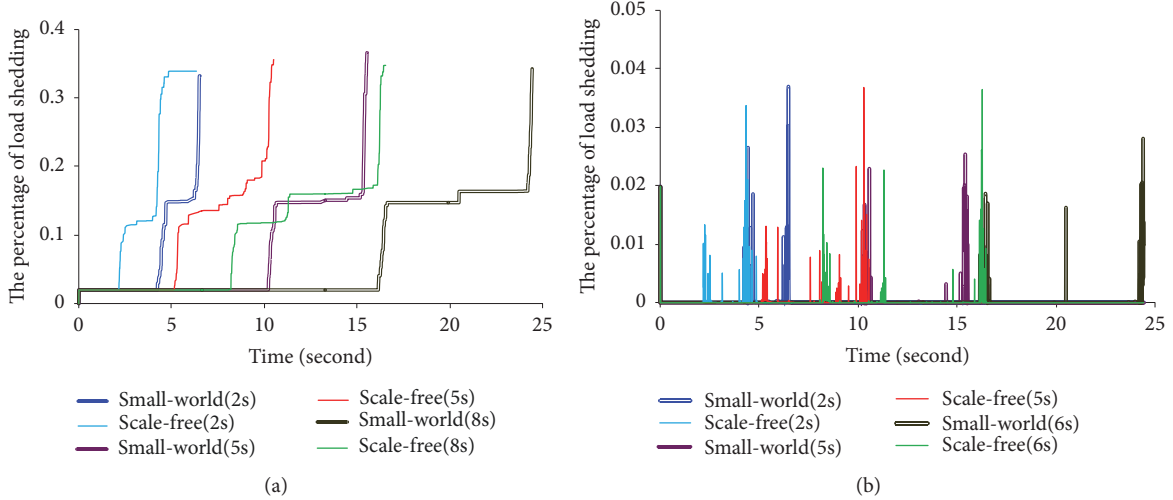 The percentage of load shedding
0.4
0.3
0.2
0.1
0
0
5
10
15
20
25
Time (second)
Small-world(2s)
Scale-free(2s)
Small-world(5s)
Scale-free(5s)
Small-world(8s)
Scale-free(8s)
(a)
The percentage of load shedding
0.05
0.04
0.03
0.02
0.01
0
0
5
10
15
20
25
Time (second)
Small-world(2s)
Scale-free(2s)
Small-world(5s)
Scale-free(5s)
Small-world(6s)
Scale-free(6s)
(b)